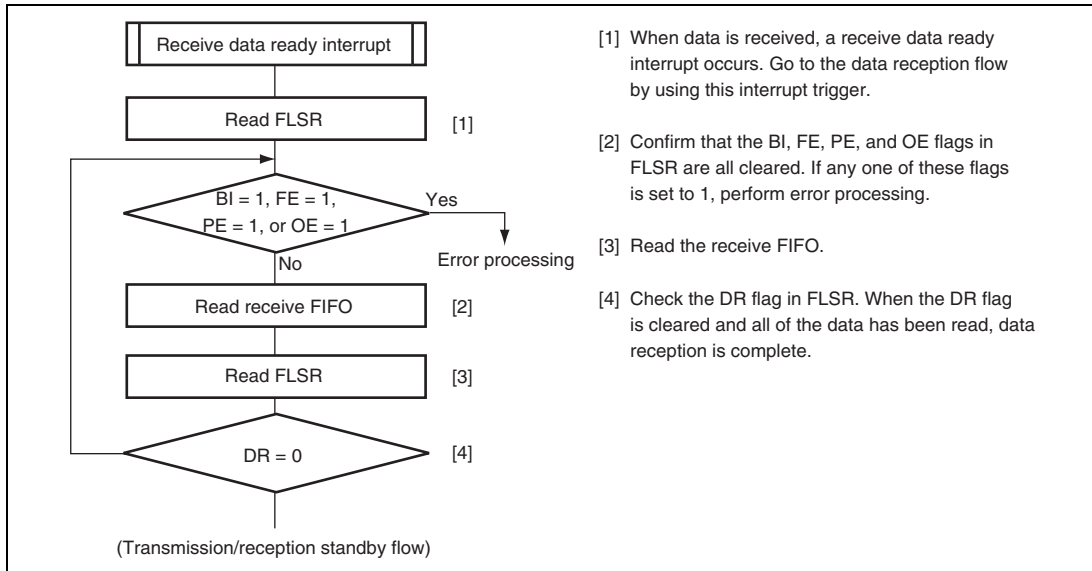 Receive data ready interrupt
Read FLSR
[1]
BI = 1, FE = 1,
PE = 1, or OE = 1
Yes
Error processing
No
Read receive FIFO
[2]
Read FLSR
[3]
DR = 0
[4]
(Transmission/reception standby flow)
[1] When data is received, a receive data ready
interrupt occurs. Go to the data reception flow
by using this interrupt trigger.
[2] Confirm that the BI, FE, PE, and OE flags in
FLSR are all cleared. If any one of these flags
is set to 1, perform error processing.
[3] Read the receive FIFO.
[4] Check the DR flag in FLSR. When the DR flag
is cleared and all of the data has been read, data
reception is complete.